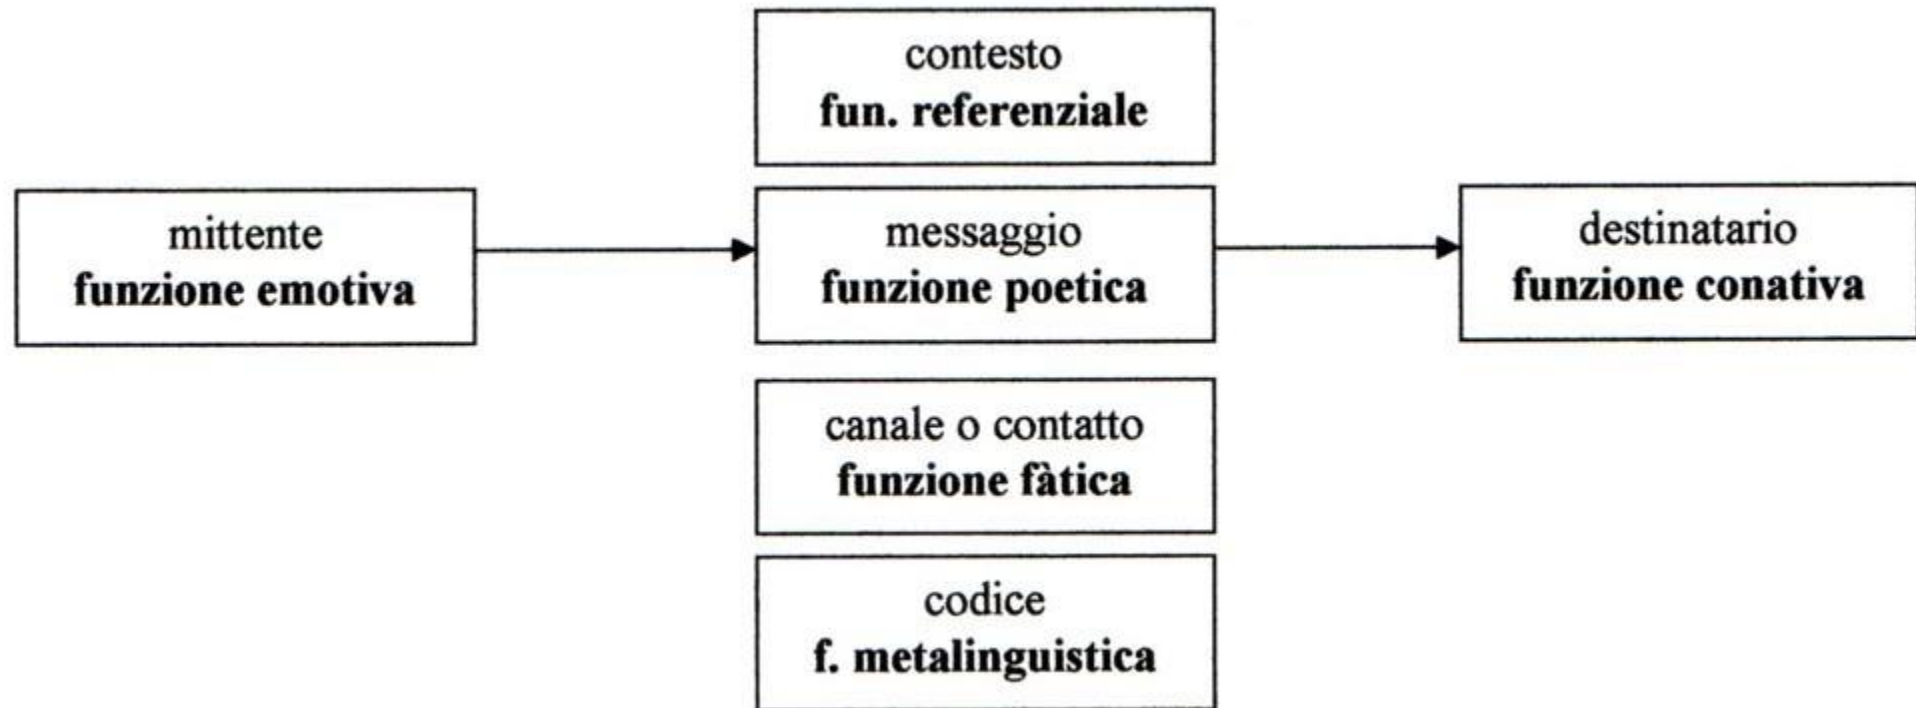 contesto
fun. referenziale
mittente
funzione emotiva
messaggio
funzione poetica
destinatario
funzione conativa
canale o contatto
funzione fàtica
codice
f. metalinguistica